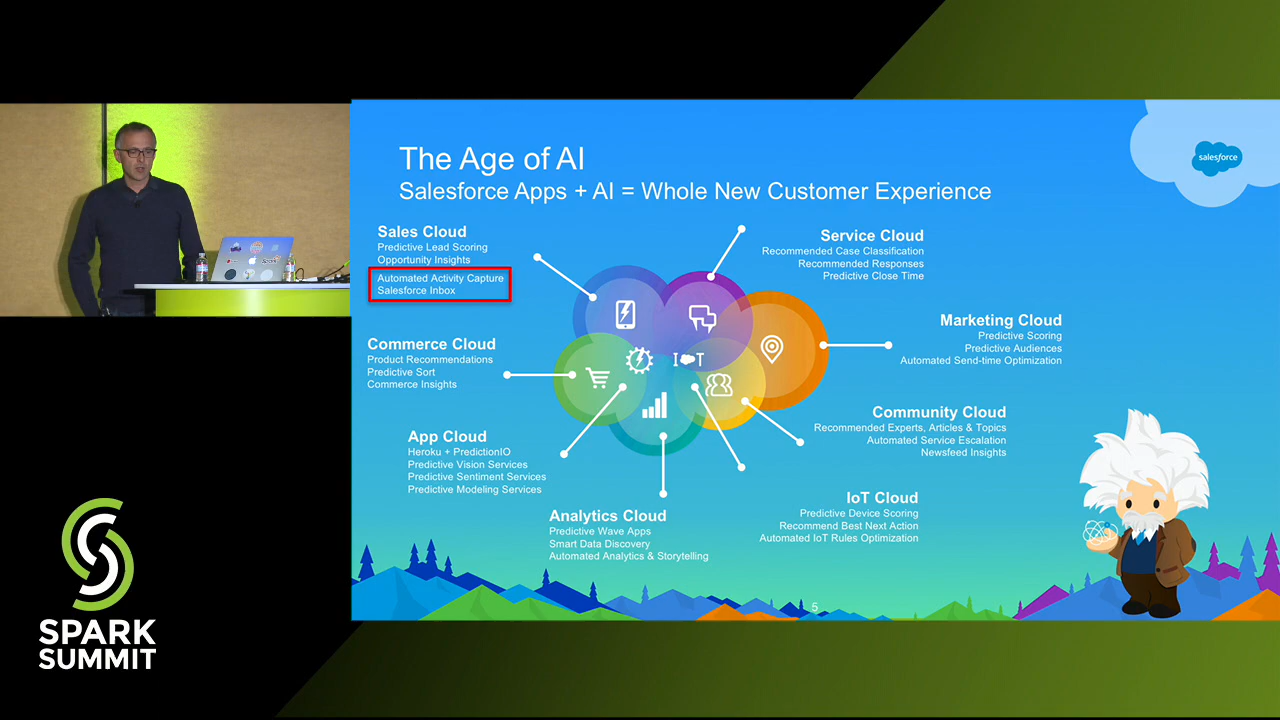 The Age of AI
Salesforce Apps + AI = Whole New Customer Experience
salesforce
Sales Cloud
Predictive Lead Scoring
Opportunity Insights
Automated Activity Capture
Salesforce Inbox
Service Cloud
Recommended Case Classification
Recommended Responses
Predictive Close Time
Commerce Cloud
Product Recommendations
Predictive Sort
Commerce Insights
Marketing Cloud
Predictive Scoring
Predictive Audiences
Automated Send-time Optimization
I T
App Cloud
Heroku + PredictionIO
Predictive Vision Services
Predictive Sentiment Services
Predictive Modeling Services
Community Cloud
Recommended Experts, Articles & Topics
Automated Service Escalation
Newsfeed Insights
Analytics Cloud
Predictive Wave Apps
Smart Data Discovery
Automated Analytics & Storytelling
IoT Cloud
Predictive Device Scoring
Recommend Best Next Action
Automated IoT Rules Optimization
5
SPARK
SUMMIT